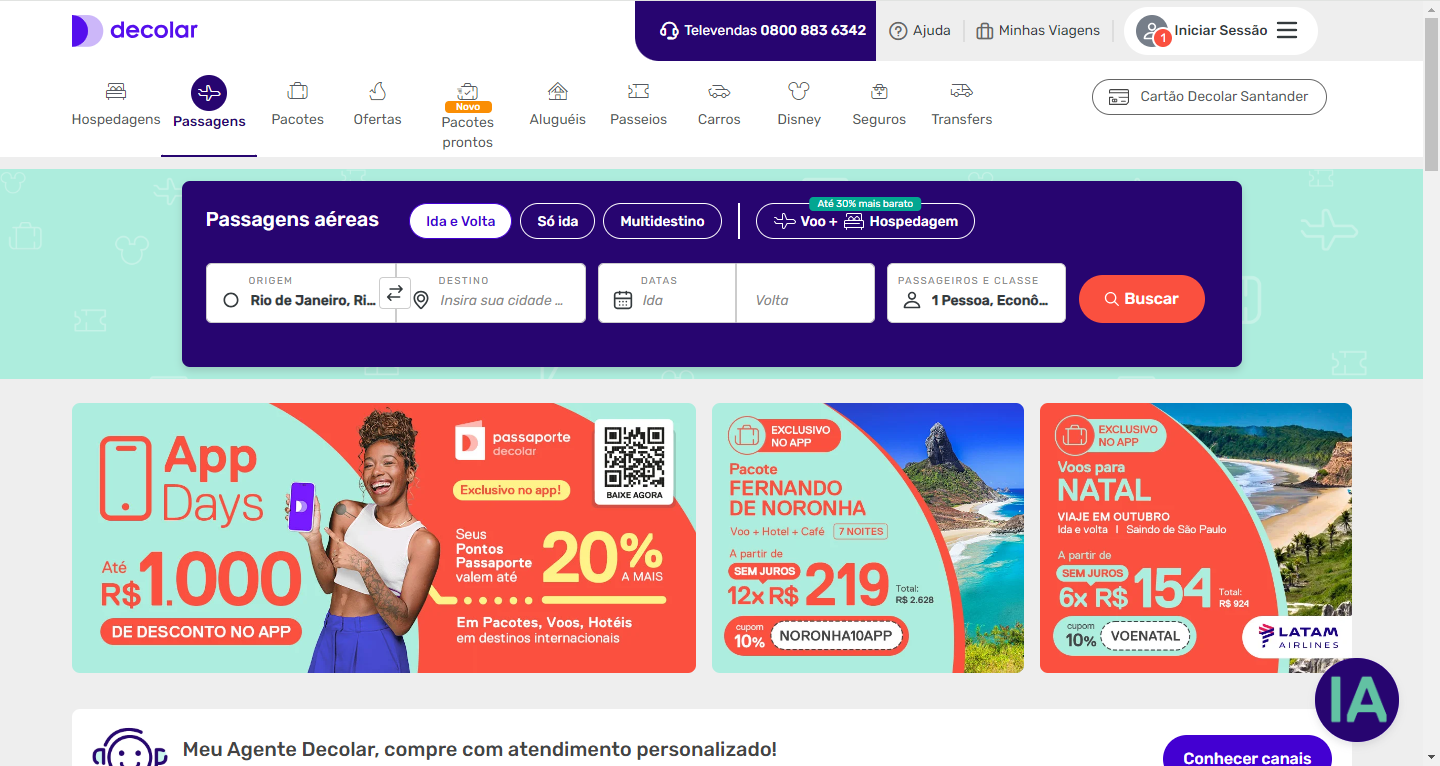 decolar
Televendas 0800 883 6342
Ajuda
Minhas Viagens
1
Iniciar Sessão
Hospedagens
Passagens
Pacotes
Ofertas
Novo
Pacotes
prontos
Aluguéis
Passeios
Carros
Disney
Seguros
Transfers
Cartão Decolar Santander
Passagens aéreas
Ida e Volta
Só ida
Multidestino
Até 30% mais barato
Voo + Hospedagem
ORIGEM
Rio de Janeiro, Ri...
DESTINO
Insira sua cidade ...
DATAS
Ida
Volta
PASSAGEIROS E CLASSE
1 Pessoa, Econô...
Buscar
App
Days
Até
R$1.000
DE DESCONTO NO APP
passaporte
decolar
Exclusivo no app!
BAIXE AGORA
Seus
Pontos
Passaporte
valem até
20%
A MAIS
Em Pacotes, Voos, Hotéis
em destinos internacionais
EXCLUSIVO
NO APP
Pacote
FERNANDO
DE NORONHA
Voo + Hotel + Café
7 NOITES
A partir de
SEM JUROS
12x R$ 219
Total:
R$ 2.628
cupom
10%
NORONHA10APP
EXCLUSIVO
NO APP
Voos para
NATAL
VIAJE EM OUTUBRO
Ida e volta | Saindo de São Paulo
A partir de
SEM JUROS
6x R$ 154
Total:
R$ 924
cupom
10%
VOENATAL
LATAM
AIRLINES
IA
Meu Agente Decolar, compre com atendimento personalizado!
Conhecer canais